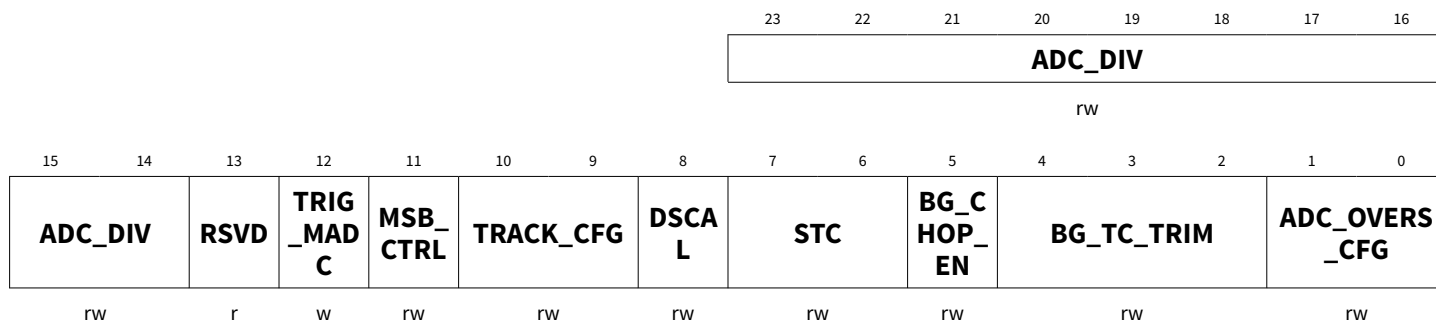 23 22 21 20 19 18 17 16
ADC_DIV
rw
15 14 13 12 11 10 9 8 7 6 5 4 3 2 1 0
ADC_DIV
RSVD
TRIG
_MAD
C
MSB_
CTRL
TRACK_CFG
DSCA
L
STC
BG_C
HOP_
EN
BG_TC_TRIM
ADC_OVERS
_CFG
rw r w rw rw rw rw rw rw rw